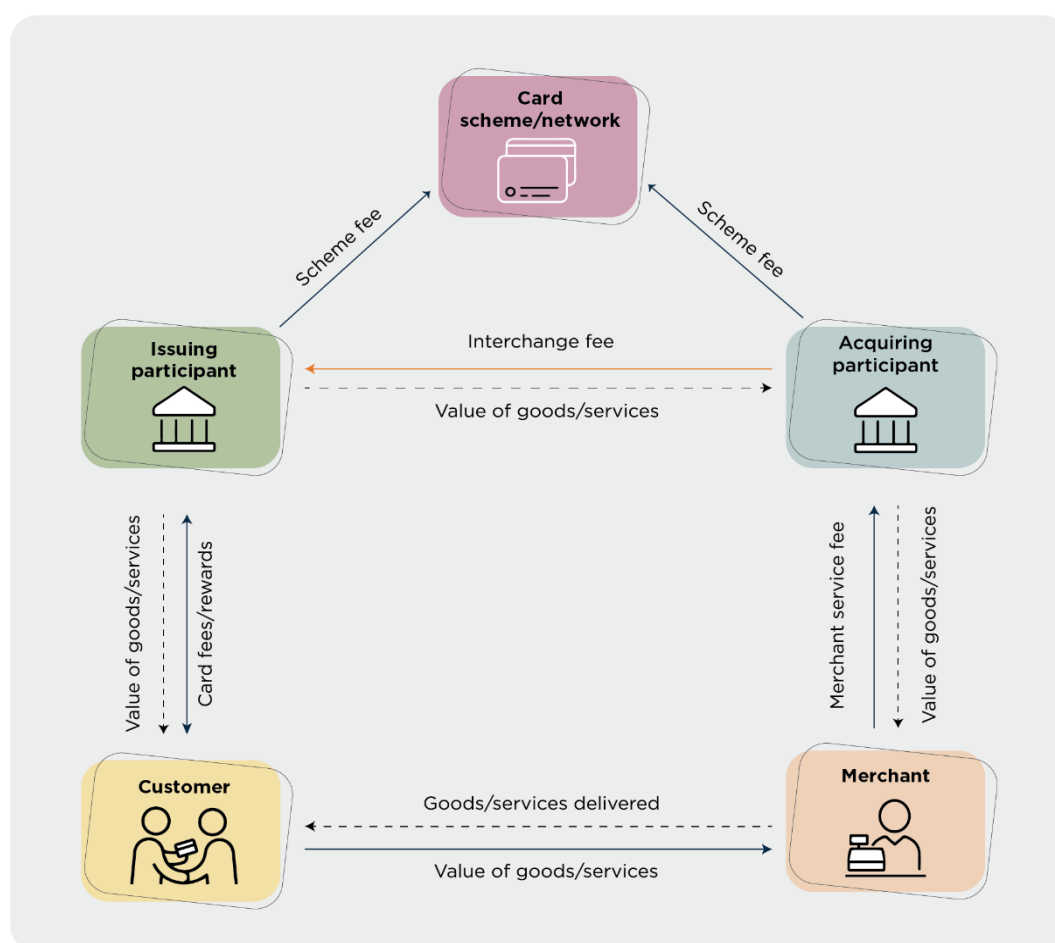 Card
scheme/network
Scheme fee
Scheme fee
Issuing
participant
Interchange fee
Value of goods/services
Acquiring
participant
Value of goods/services
Card fees/rewards
Merchant service fee
Value of goods/services
Customer
Goods/services delivered
Value of goods/services
Merchant